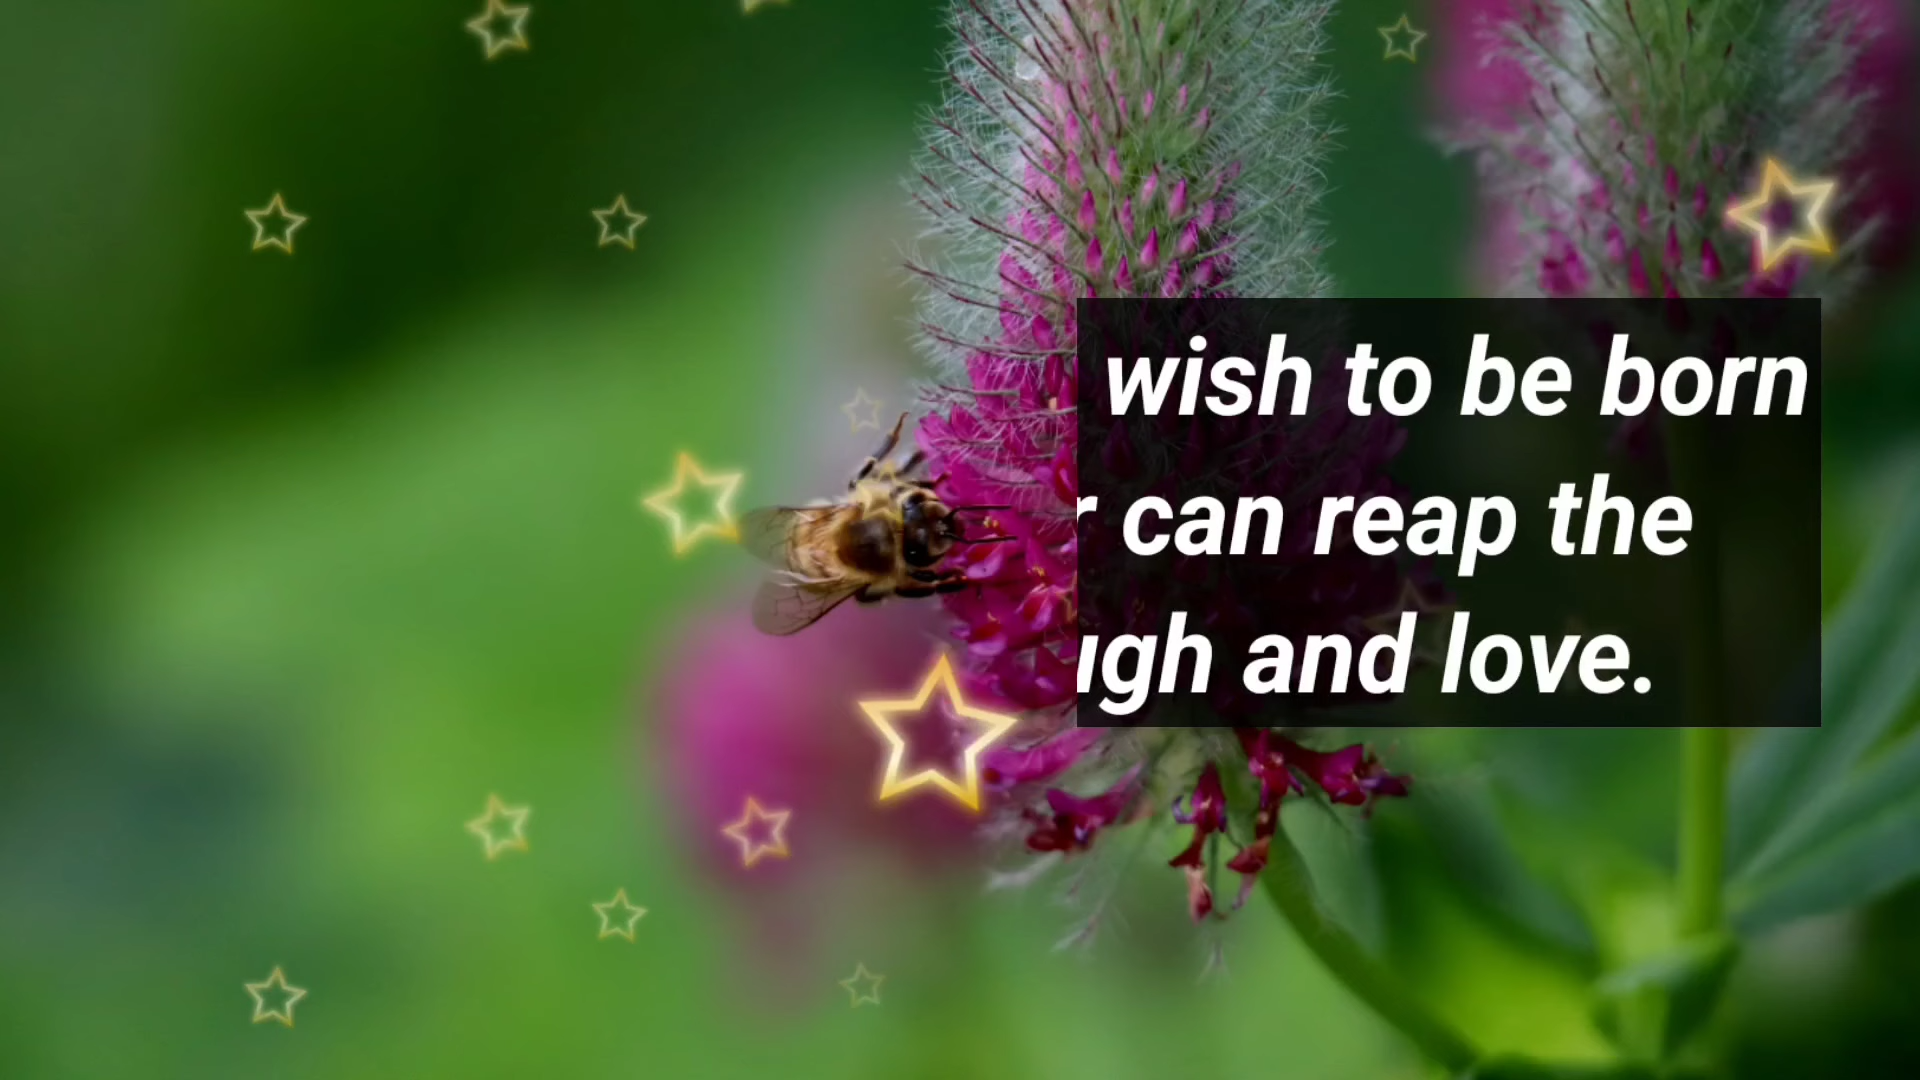 wish to be born
can reap the
and love.